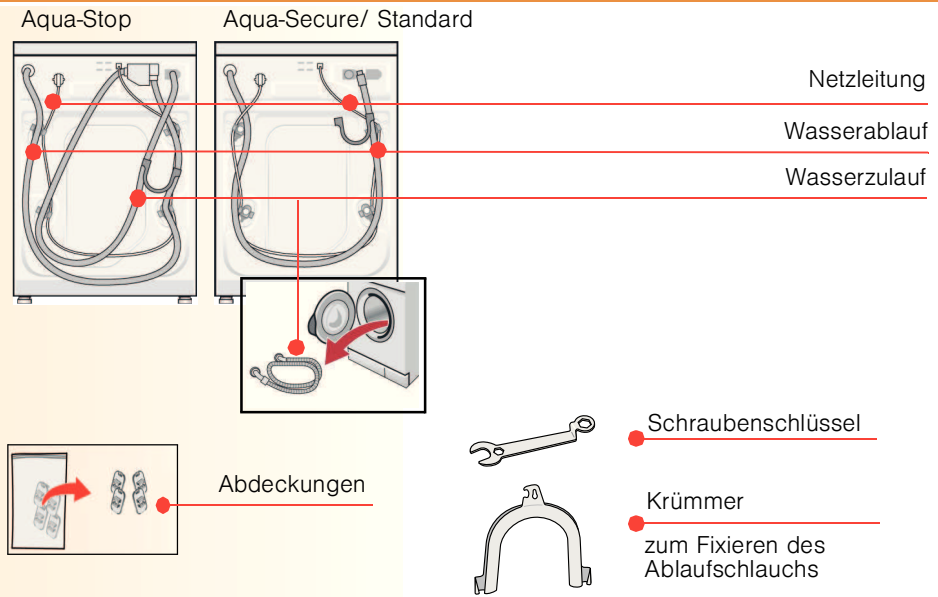 Aqua-Stop
Aqua-Secure/ Standard
Netzleitung
Wasserablauf
Wasserzulauf
Schraubenschlüssel
Abdeckungen
Krümmer
zum Fixieren des
Ablaufschlauchs